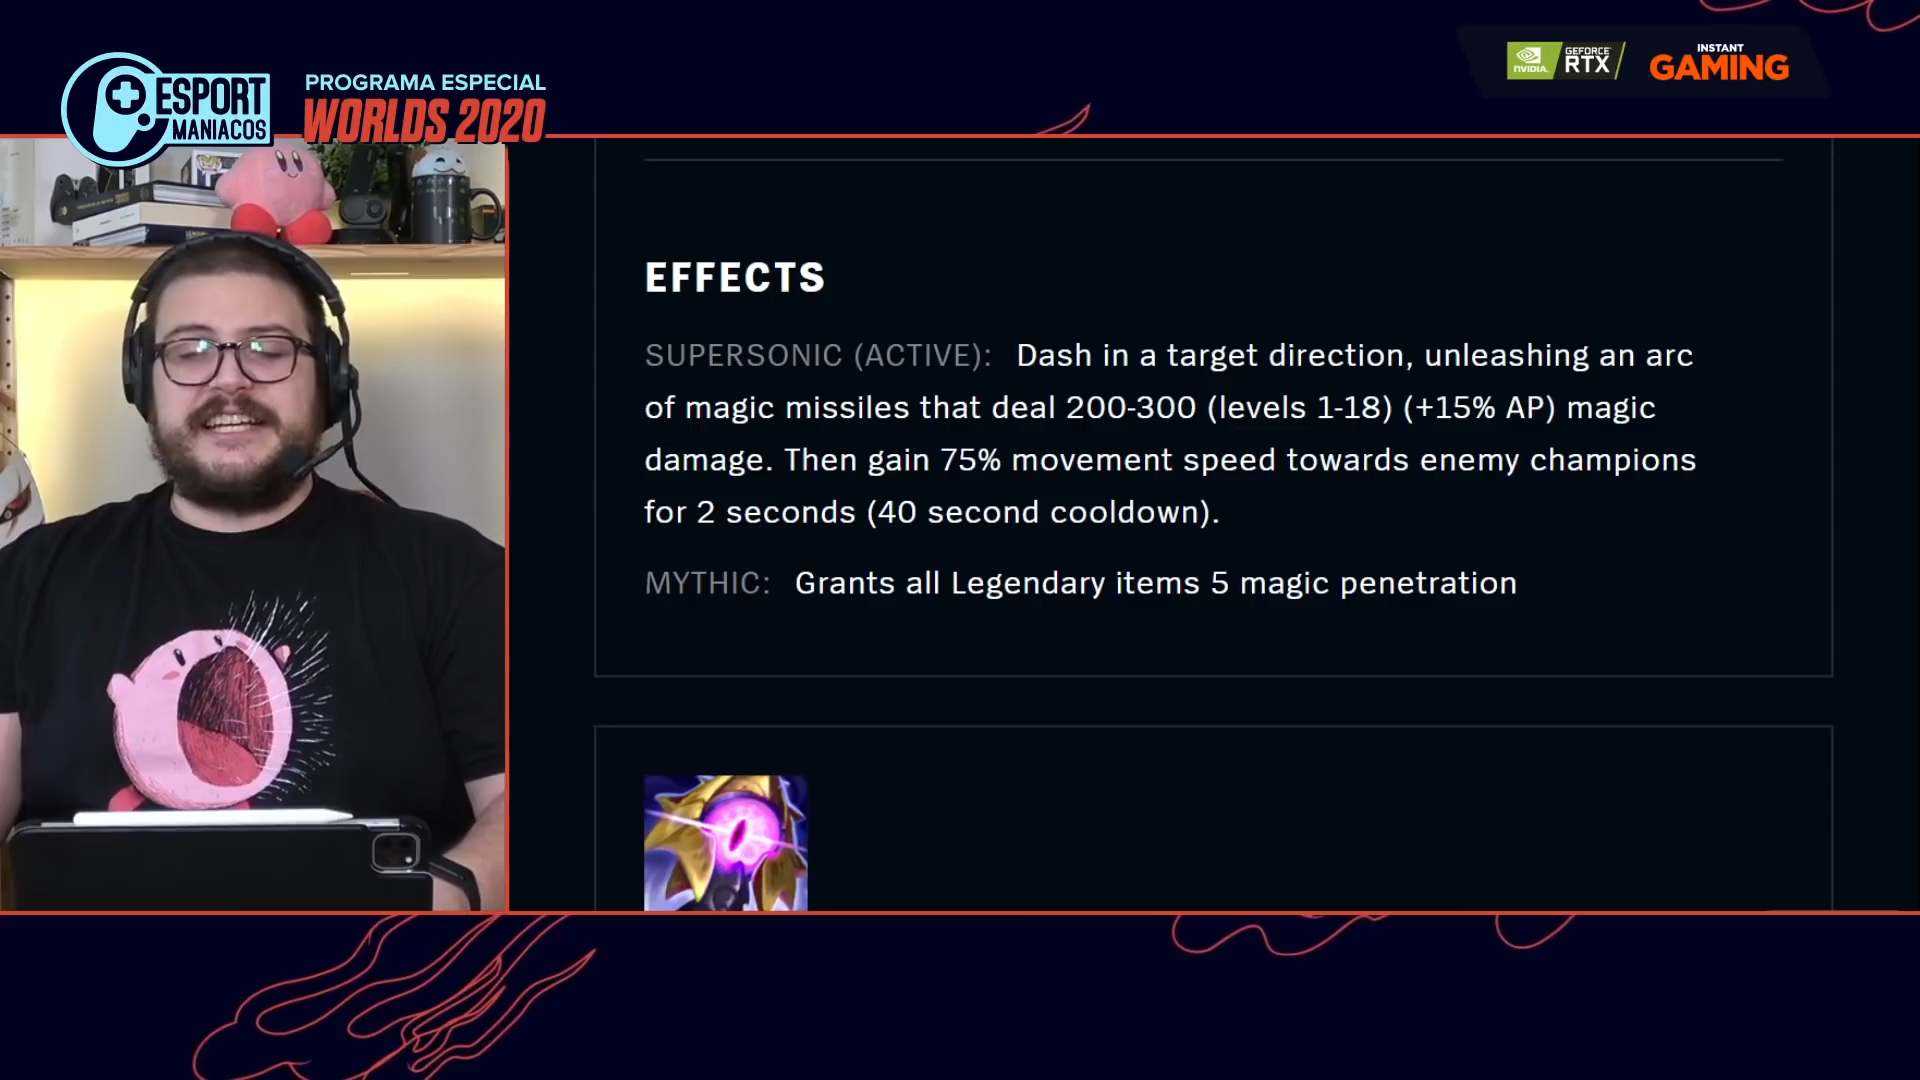 ESPORT
MANIACOS
PROGRAMA ESPECIAL
WORLDS 2020
NVIDIA.
GEFORCE
RTX
INSTANT
GAMING
EFFECTS
SUPERSONIC (ACTIVE): Dash in a target direction, unleashing an arc
of magic missiles that deal 200-300 (levels 1-18) (+15% AP) magic
damage. Then gain 75% movement speed towards enemy champions
for 2 seconds (40 second cooldown).
MYTHIC: Grants all Legendary items 5 magic penetration